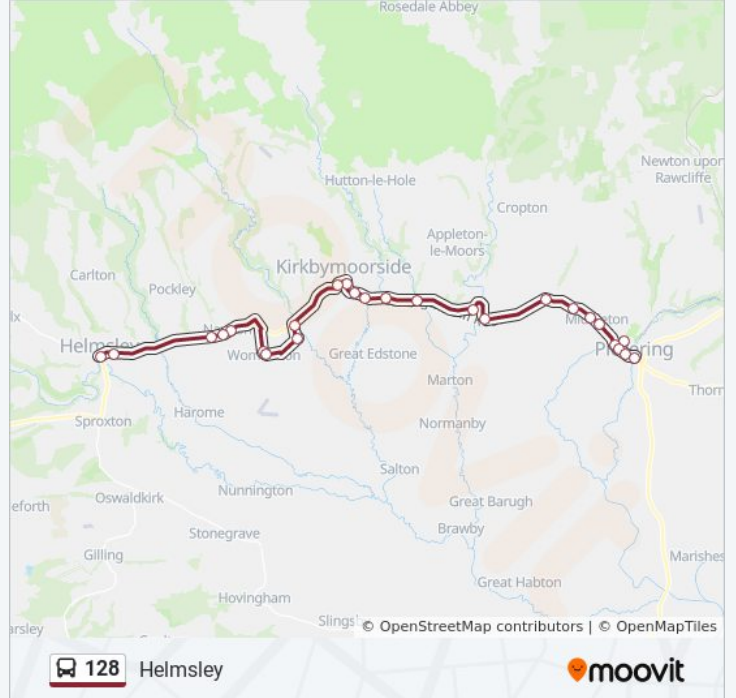 Rosedale Abbey
Newton upon
Rawcliffe
Hutton-le-Hole
Cropton
Appleton-
le-Moors
Kirkbymoorside
Carlton
Pockley
Helmsley
Great Edstone
Pickering
Marton
Sproxton
Harome
Normanby
Salton
Nunnington
Oswaldkirk
Great Barugh
Stonegrave
Brawby
Gilling
Marishes
Great Habton
Hovingham
© OpenStreetMap contributors | © OpenMapTiles
128 Helmsley
moovit